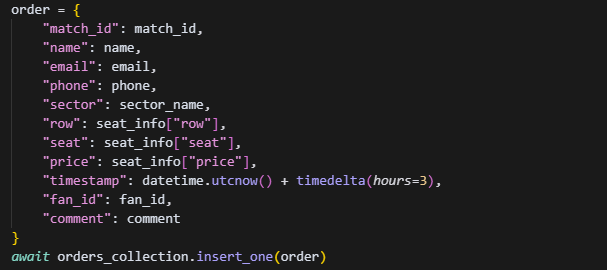 order = {
    "match_id": match_id,
    "name": name,
    "email": email,
    "phone": phone,
    "sector": sector_name,
    "row": seat_info["row"],
    "seat": seat_info["seat"],
    "price": seat_info["price"],
    "timestamp": datetime.utcnow() + timedelta(hours=3),
    "fan_id": fan_id,
    "comment": comment
}
await orders_collection.insert_one(order)